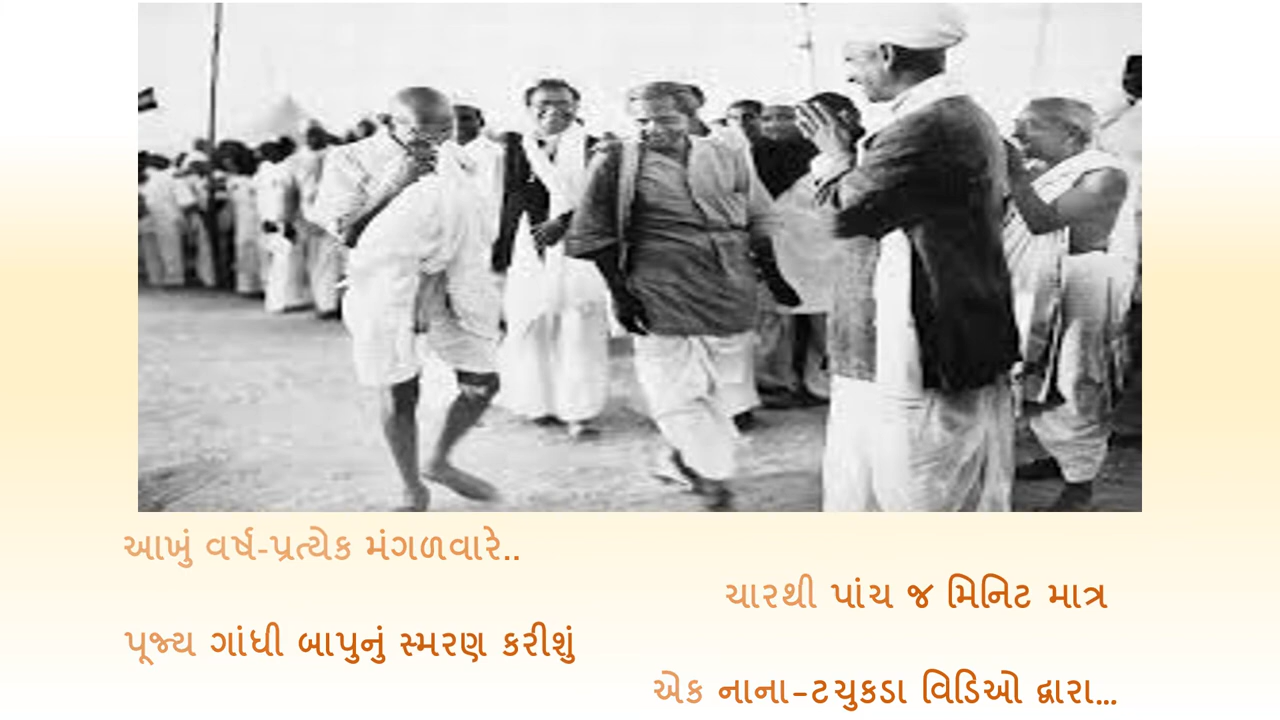 આખું વર્ષ-પ્રત્યેક મંગળવારે..
ચારથી પાંચ જ મિનિટ માત્ર
પૂજ્ય ગાંધી બાપુનું સ્મરણ કરીશું
એક નાના-ટચુકડા વિડિઓ દ્વારા...